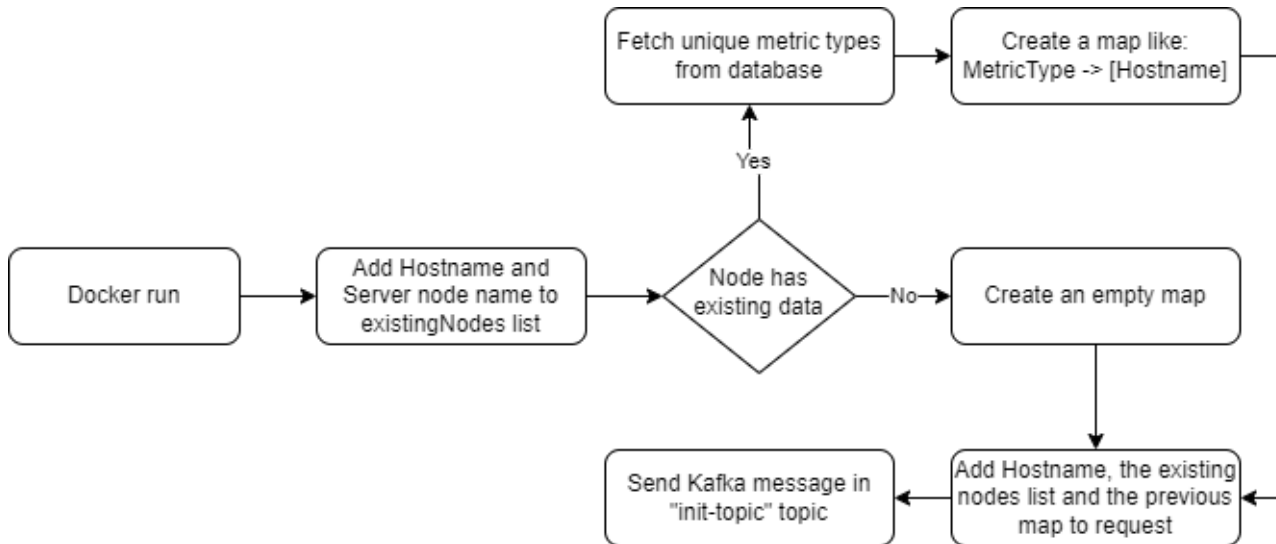 Fetch unique metric types
from database
Create a map like:
MetricType -> [Hostname]
Yes
Docker run
Add Hostname and
Server node name to
existingNodes list
Node has
existing data
No
Create an empty map
Send Kafka message in
"init-topic" topic
Add Hostname, the existing
nodes list and the previous
map to request